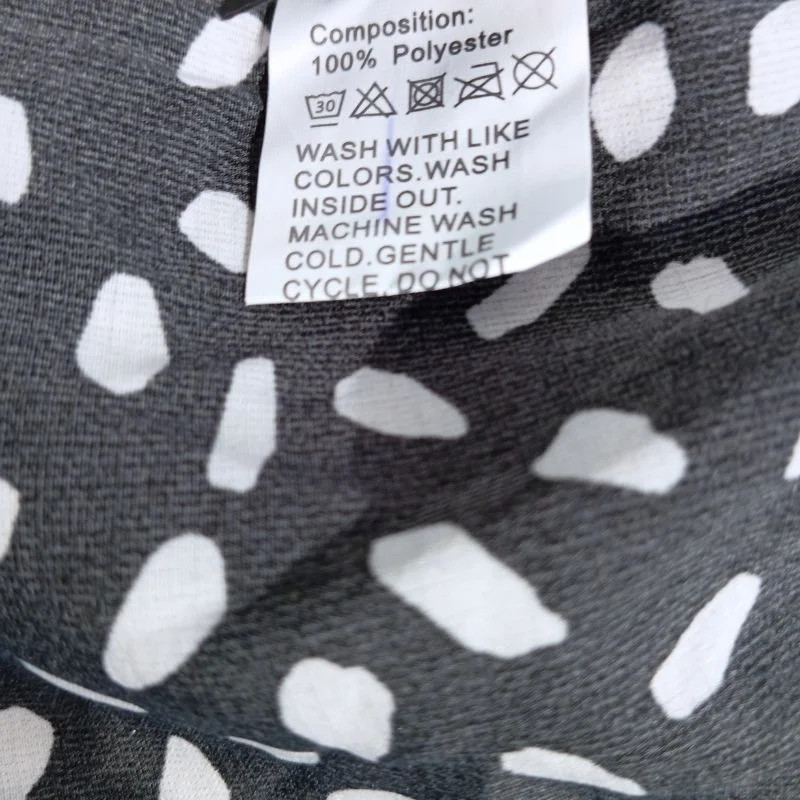 Composition:
100% Polyester
30
WASH WITH LIKE
COLORS.WASH
INSIDE OUT.
MACHINE WASH
COLD.GENTLE
CYCLE. DO NOT